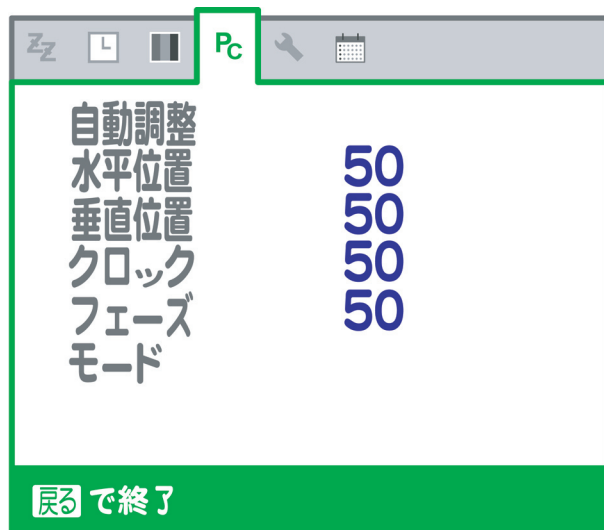 ZZ
PC
自動調整
水平位置 50
垂直位置 50
クロック 50
フェーズ 50
モード
戻る で終了